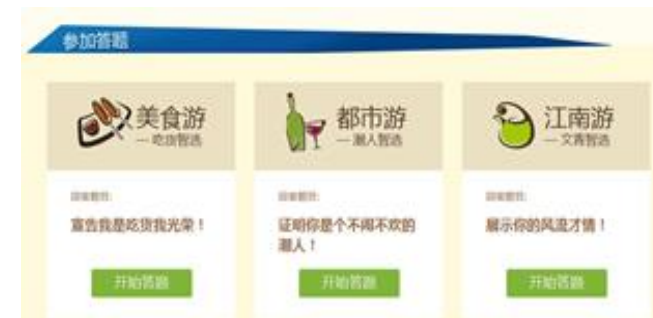 参加答题
美食游
— 吃货智选
都市游
— 潮人智选
江南游
— 文青智选
宣告我是吃货我光荣！
证明你是个不闹不欢的
潮人！
展示你的风流才情！
开始答题
开始答题
开始答题